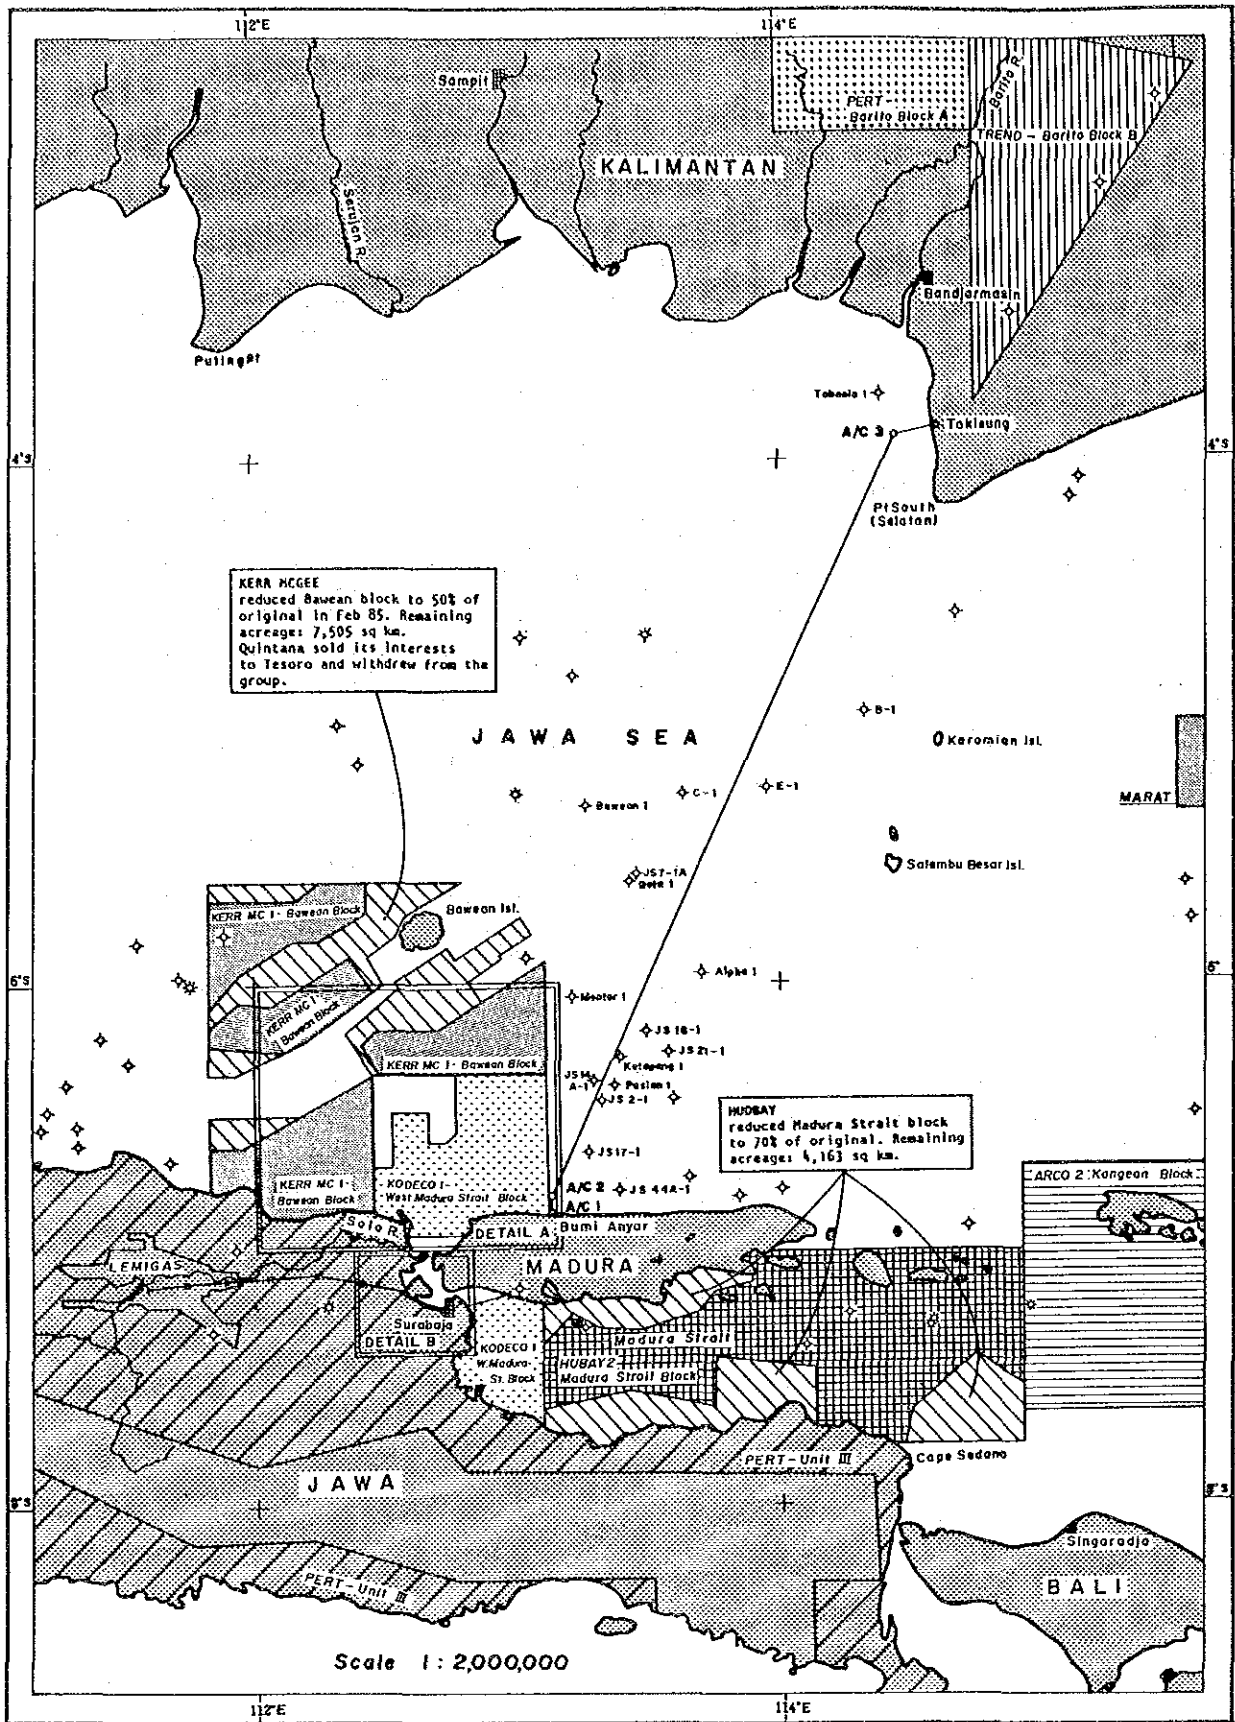 112°E
114°E
Sampit
PERT-
Barito Block A
Barito R.
TREND - Barito Block B
KALIMANTAN
Serujan R.
Bandjarmasin
Puting Pt
A/C 3
Takisung
4°S
4°S
Pt South
(Selatan)
KERR MCGEE
reduced Bawean block to 50% of
original in Feb 85. Remaining
acreage: 7,505 sq km.
Quintana sold its interests
to Tesoro and withdrew from the
group.
B-1
JAWA SEA
Karamian Isl.
C-1
E-1
MARAT
Bawean 1
Salembu Besar Isl.
JS7-1A
KERR MC 1- Bawean Block
Bawean Isl.
Alpha 1
6°S
6°
KERR MC 1-
Bawean Block
JS 16-1
JS 21-1
KERR MC 1- Bawean Block
Ketapang 1
JS14
A-1
JS 2-1
HUDBAY
reduced Madura Strait block
to 70% of original. Remaining
acreage: 4,163 sq km.
JS17-1
ARCO 2: Kangean Block
KERR MC 1-
Bawean Block
KODECO 1-
West Madura Strait Block
A/C 2
JS 44A-1
A/C 1
Solo R.
DETAIL A
Bumi Anyar
LEMIGAS
MADURA
Surabaja
DETAIL B
Madura Strait
KODECO 1
W.Madura-
St. Block
HUBAY 2-
Madura Strait Block
PERT-Unit III
Cape Sedano
JAWA
8°S
8°S
Singaradja
PERT-Unit III
BALI
Scale 1: 2,000,000
112°E
114°E